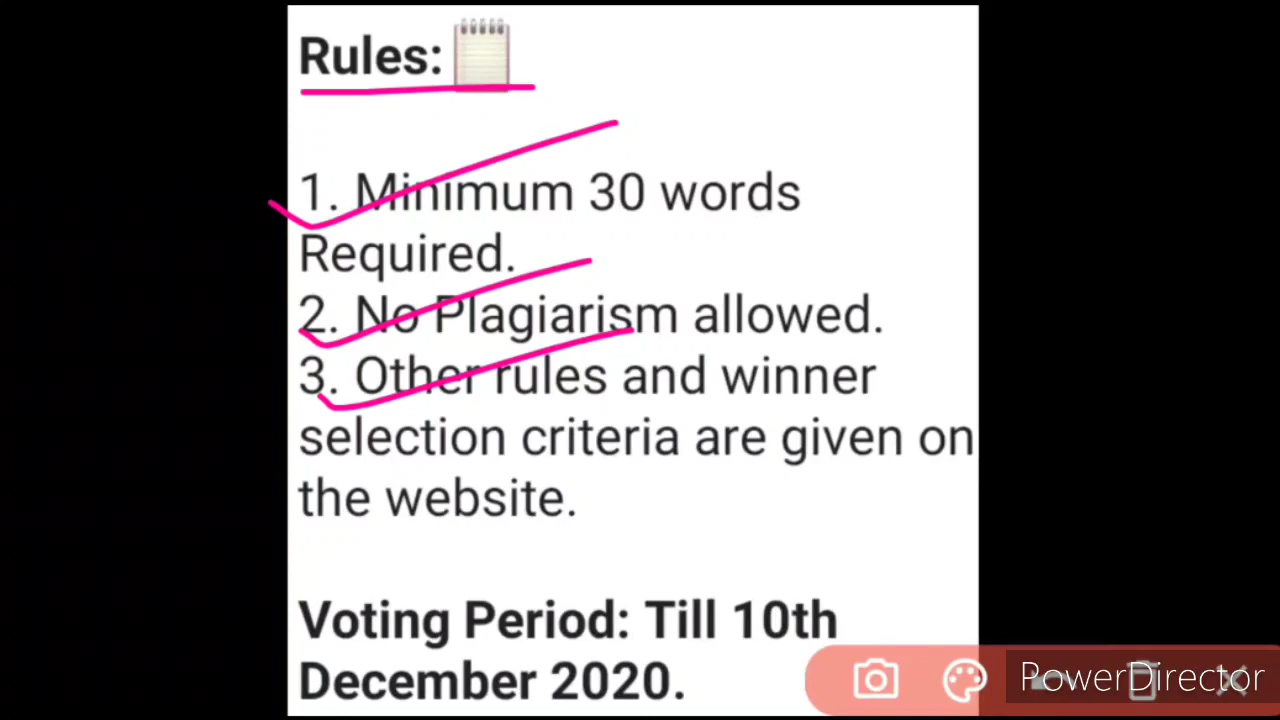 Rules:
1. Minimum 30 words
Required.
2. No Plagiarism allowed.
3. Other rules and winner
selection criteria are given on
the website.
Voting Period: Till 10th
December 2020.
PowerDirector